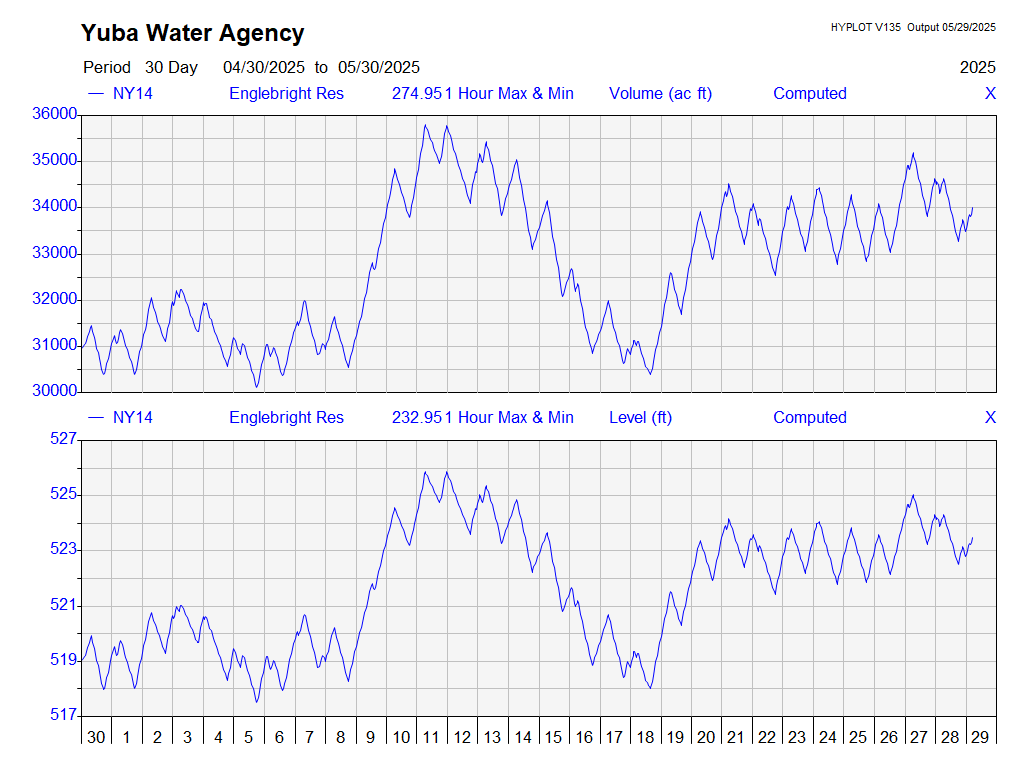 Yuba Water Agency
HYPLOT V135 Output 05/29/2025
Period 30 Day 04/30/2025 to 05/30/2025
2025
NY14 Englebright Res 274.951 Hour Max & Min Volume (ac ft) Computed X
36000
35000
34000
33000
32000
31000
30000
NY14 Englebright Res 232.951 Hour Max & Min Level (ft) Computed X
527
525
523
521
519
517
30 1 2 3 4 5 6 7 8 9 10 11 12 13 14 15 16 17 18 19 20 21 22 23 24 25 26 27 28 29